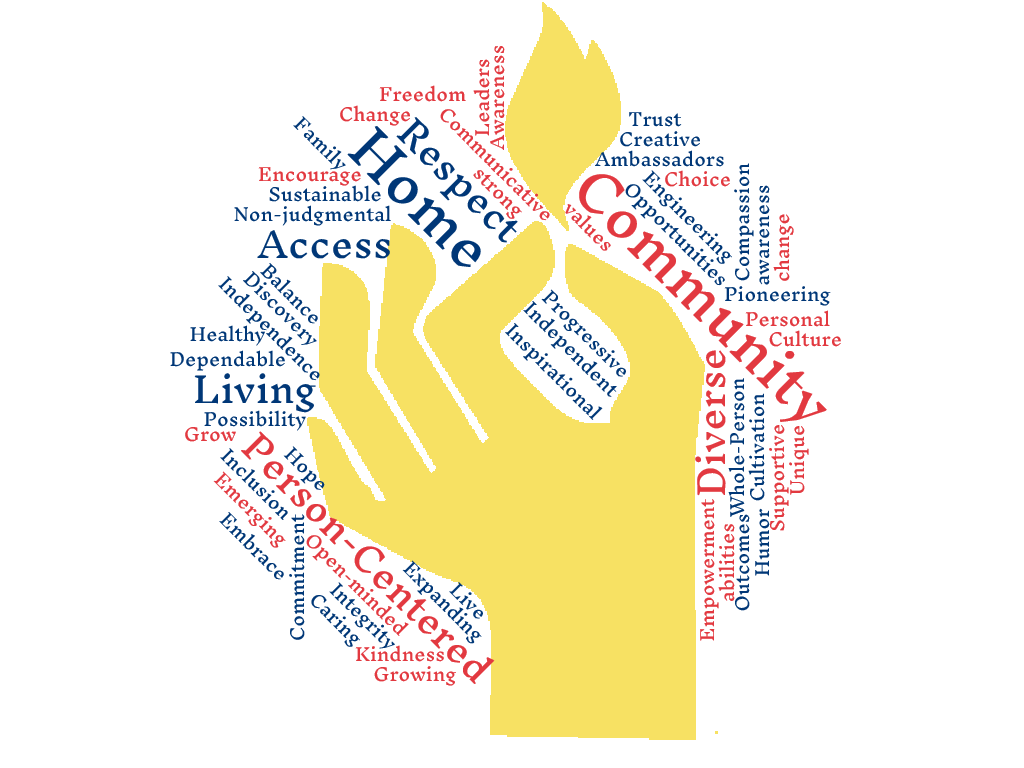 Leaders
Awareness
Freedom
Change
Communicative
strong
values
Family
Respect
Home
Encourage
Sustainable
Non-judgmental
Access
Balance
Discovery
Independence
Healthy
Dependable
Living
Possibility
Grow
Hope
Person-Centered
Inclusion
Emerging
Embrace
Commitment
Open-minded
Integrity
Caring
Expanding
Live
Kindness
Growing
Progressive
Independent
Inspirational
Trust
Creative
Ambassadors
Choice
Engineering
Opportunities
Community
Compassion
awareness
change
Pioneering
Personal
Culture
Diverse
Whole-Person
Cultivation
Supportive
Unique
Empowerment
abilities
Outcomes
Humor